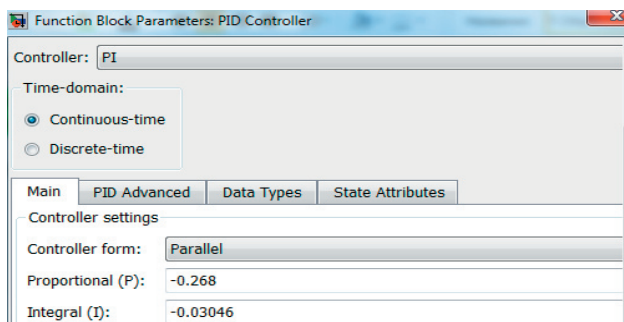 Function Block Parameters: PID Controller
Controller: PI
Time-domain:
Continuous-time
Discrete-time
Main PID Advanced Data Types State Attributes
Controller settings
Controller form: Parallel
Proportional (P): -0.268
Integral (I): -0.03046